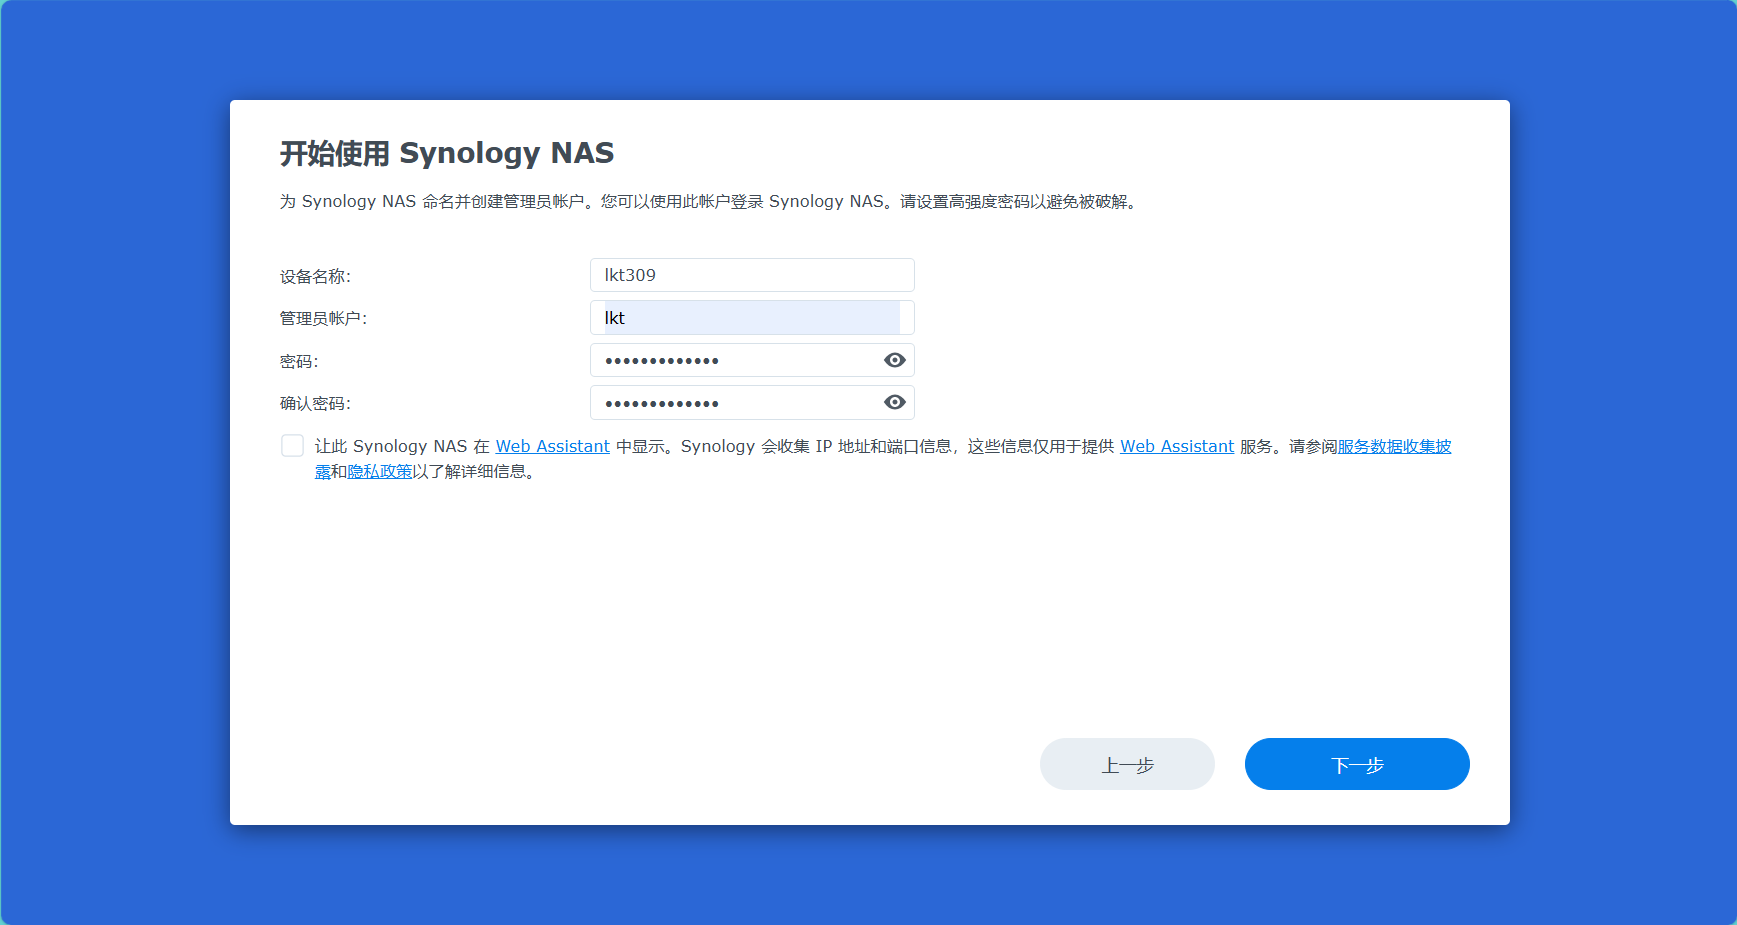 开始使用 Synology NAS
为 Synology NAS 命名并创建管理员帐户。您可以使用此帐户登录 Synology NAS。请设置高强度密码以避免被破解。
设备名称： lkt309
管理员帐户： lkt
密码： •••••••••••••
确认密码： •••••••••••••
让此 Synology NAS 在 Web Assistant 中显示。Synology 会收集 IP 地址和端口信息，这些信息仅用于提供 Web Assistant 服务。请参阅服务数据收集披
露和隐私政策以了解详细信息。
上一步 下一步